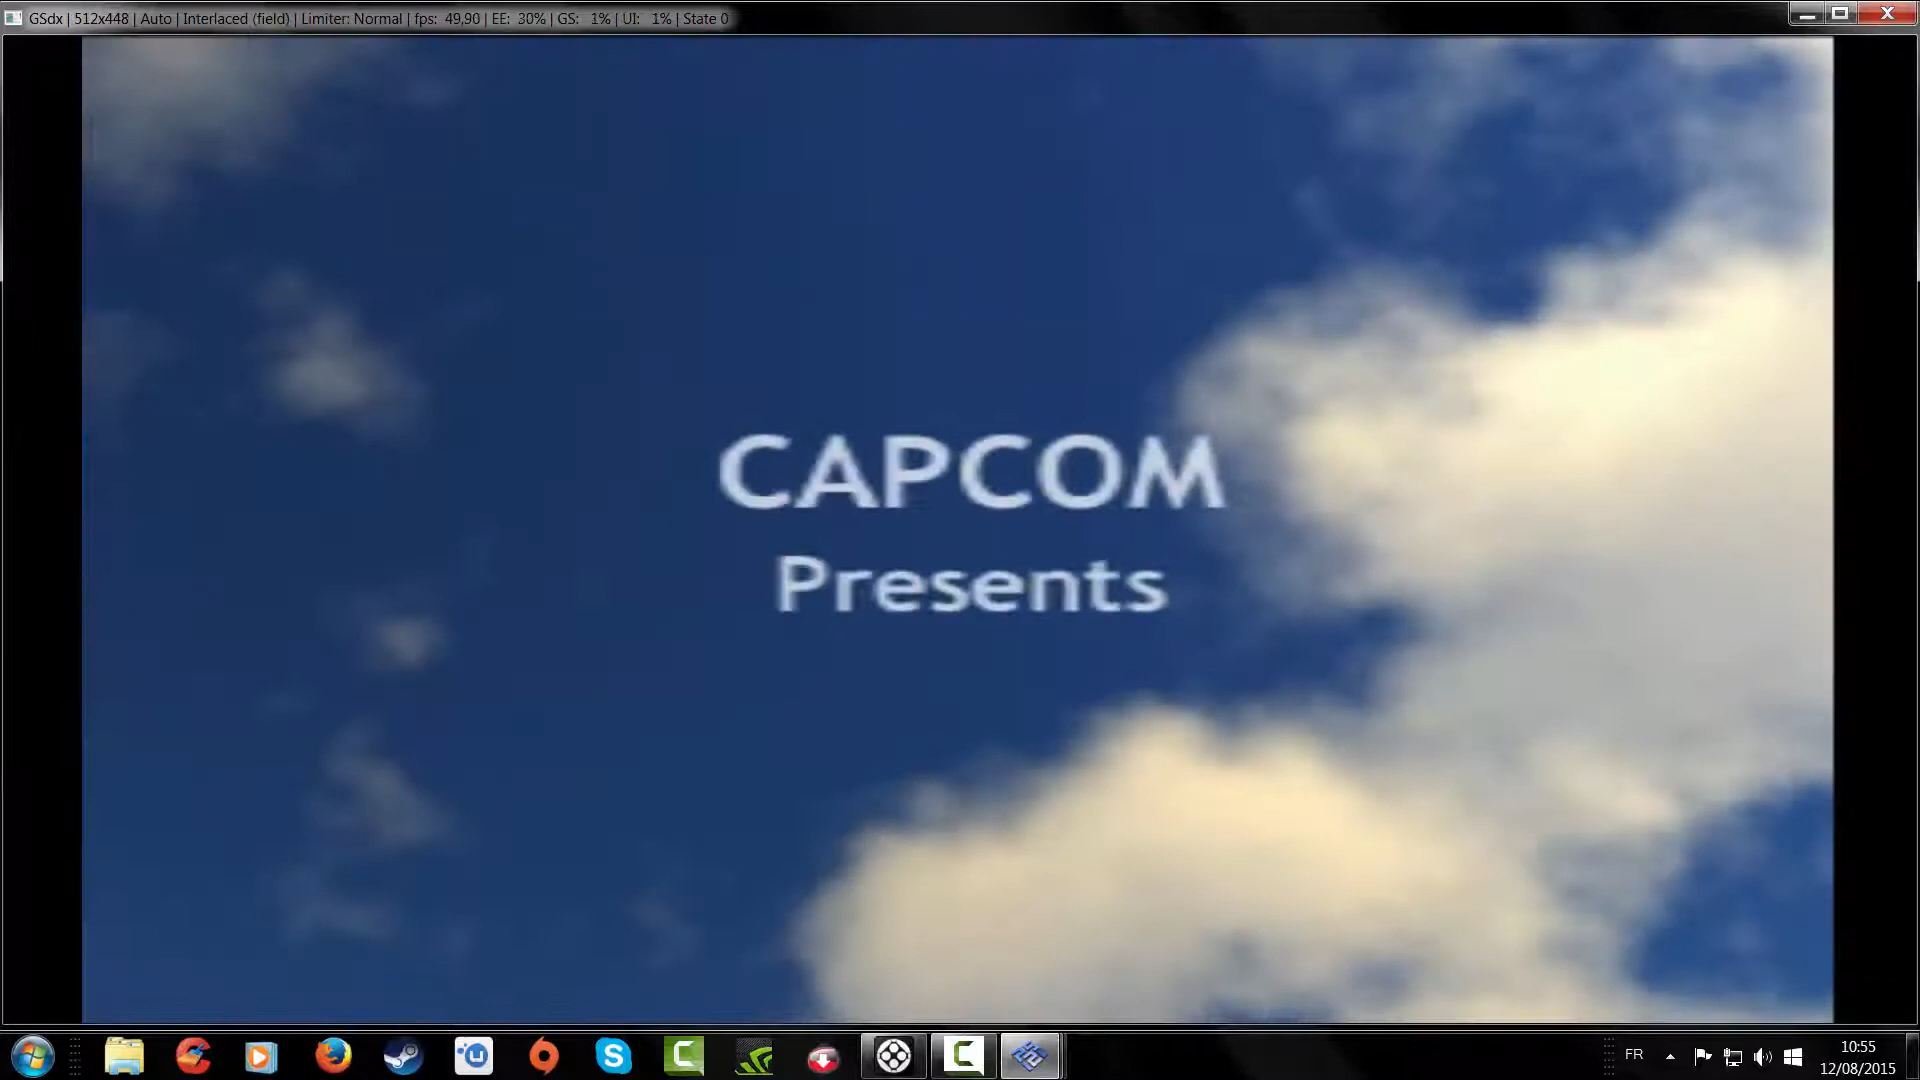 GSdx | 512x448 | Auto | Interlaced (field) | Limiter: Normal | fps: 49,90 | EE: 30% | GS: 1% | UI: 1% | State 0
CAPCOM
Presents
FR
10:55
12/08/2015